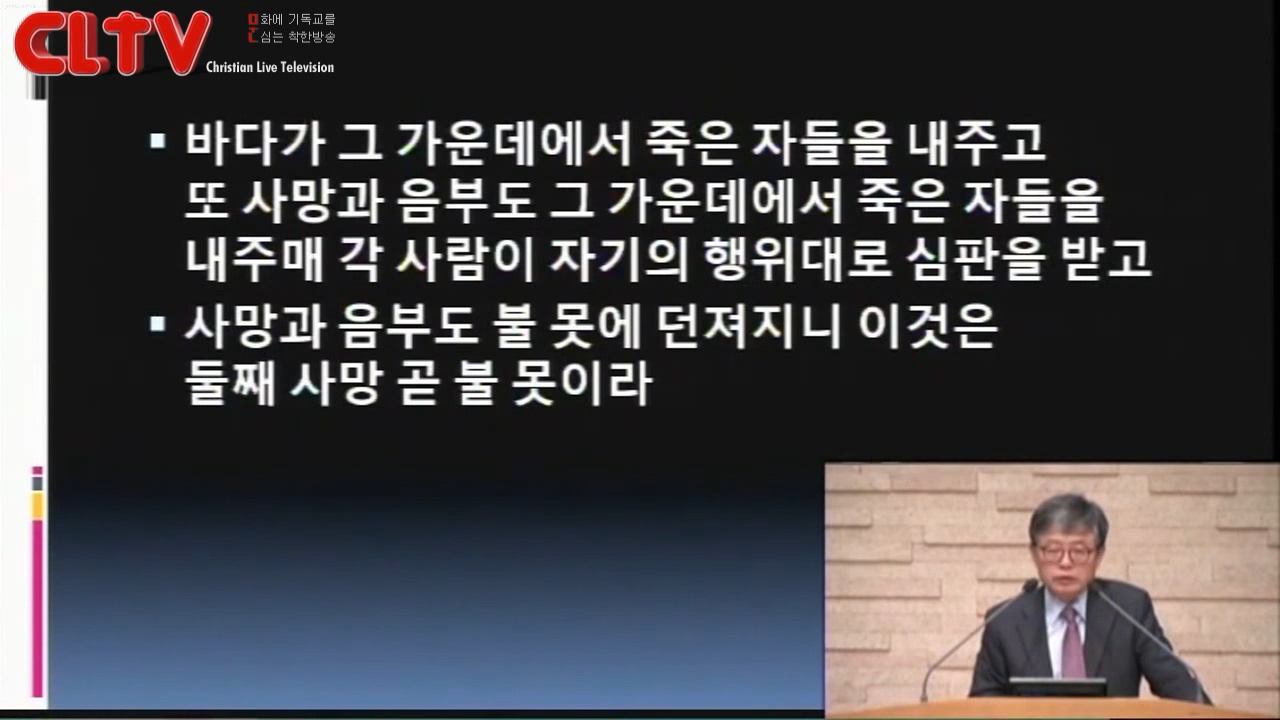 CLTV
문화에 기독교를
심는 착한방송
Christian Live Television
바다가 그 가운데에서 죽은 자들을 내주고
또 사망과 음부도 그 가운데에서 죽은 자들을
내주매 각 사람이 자기의 행위대로 심판을 받고
사망과 음부도 불 못에 던져지니 이것은
둘째 사망 곧 불 못이라